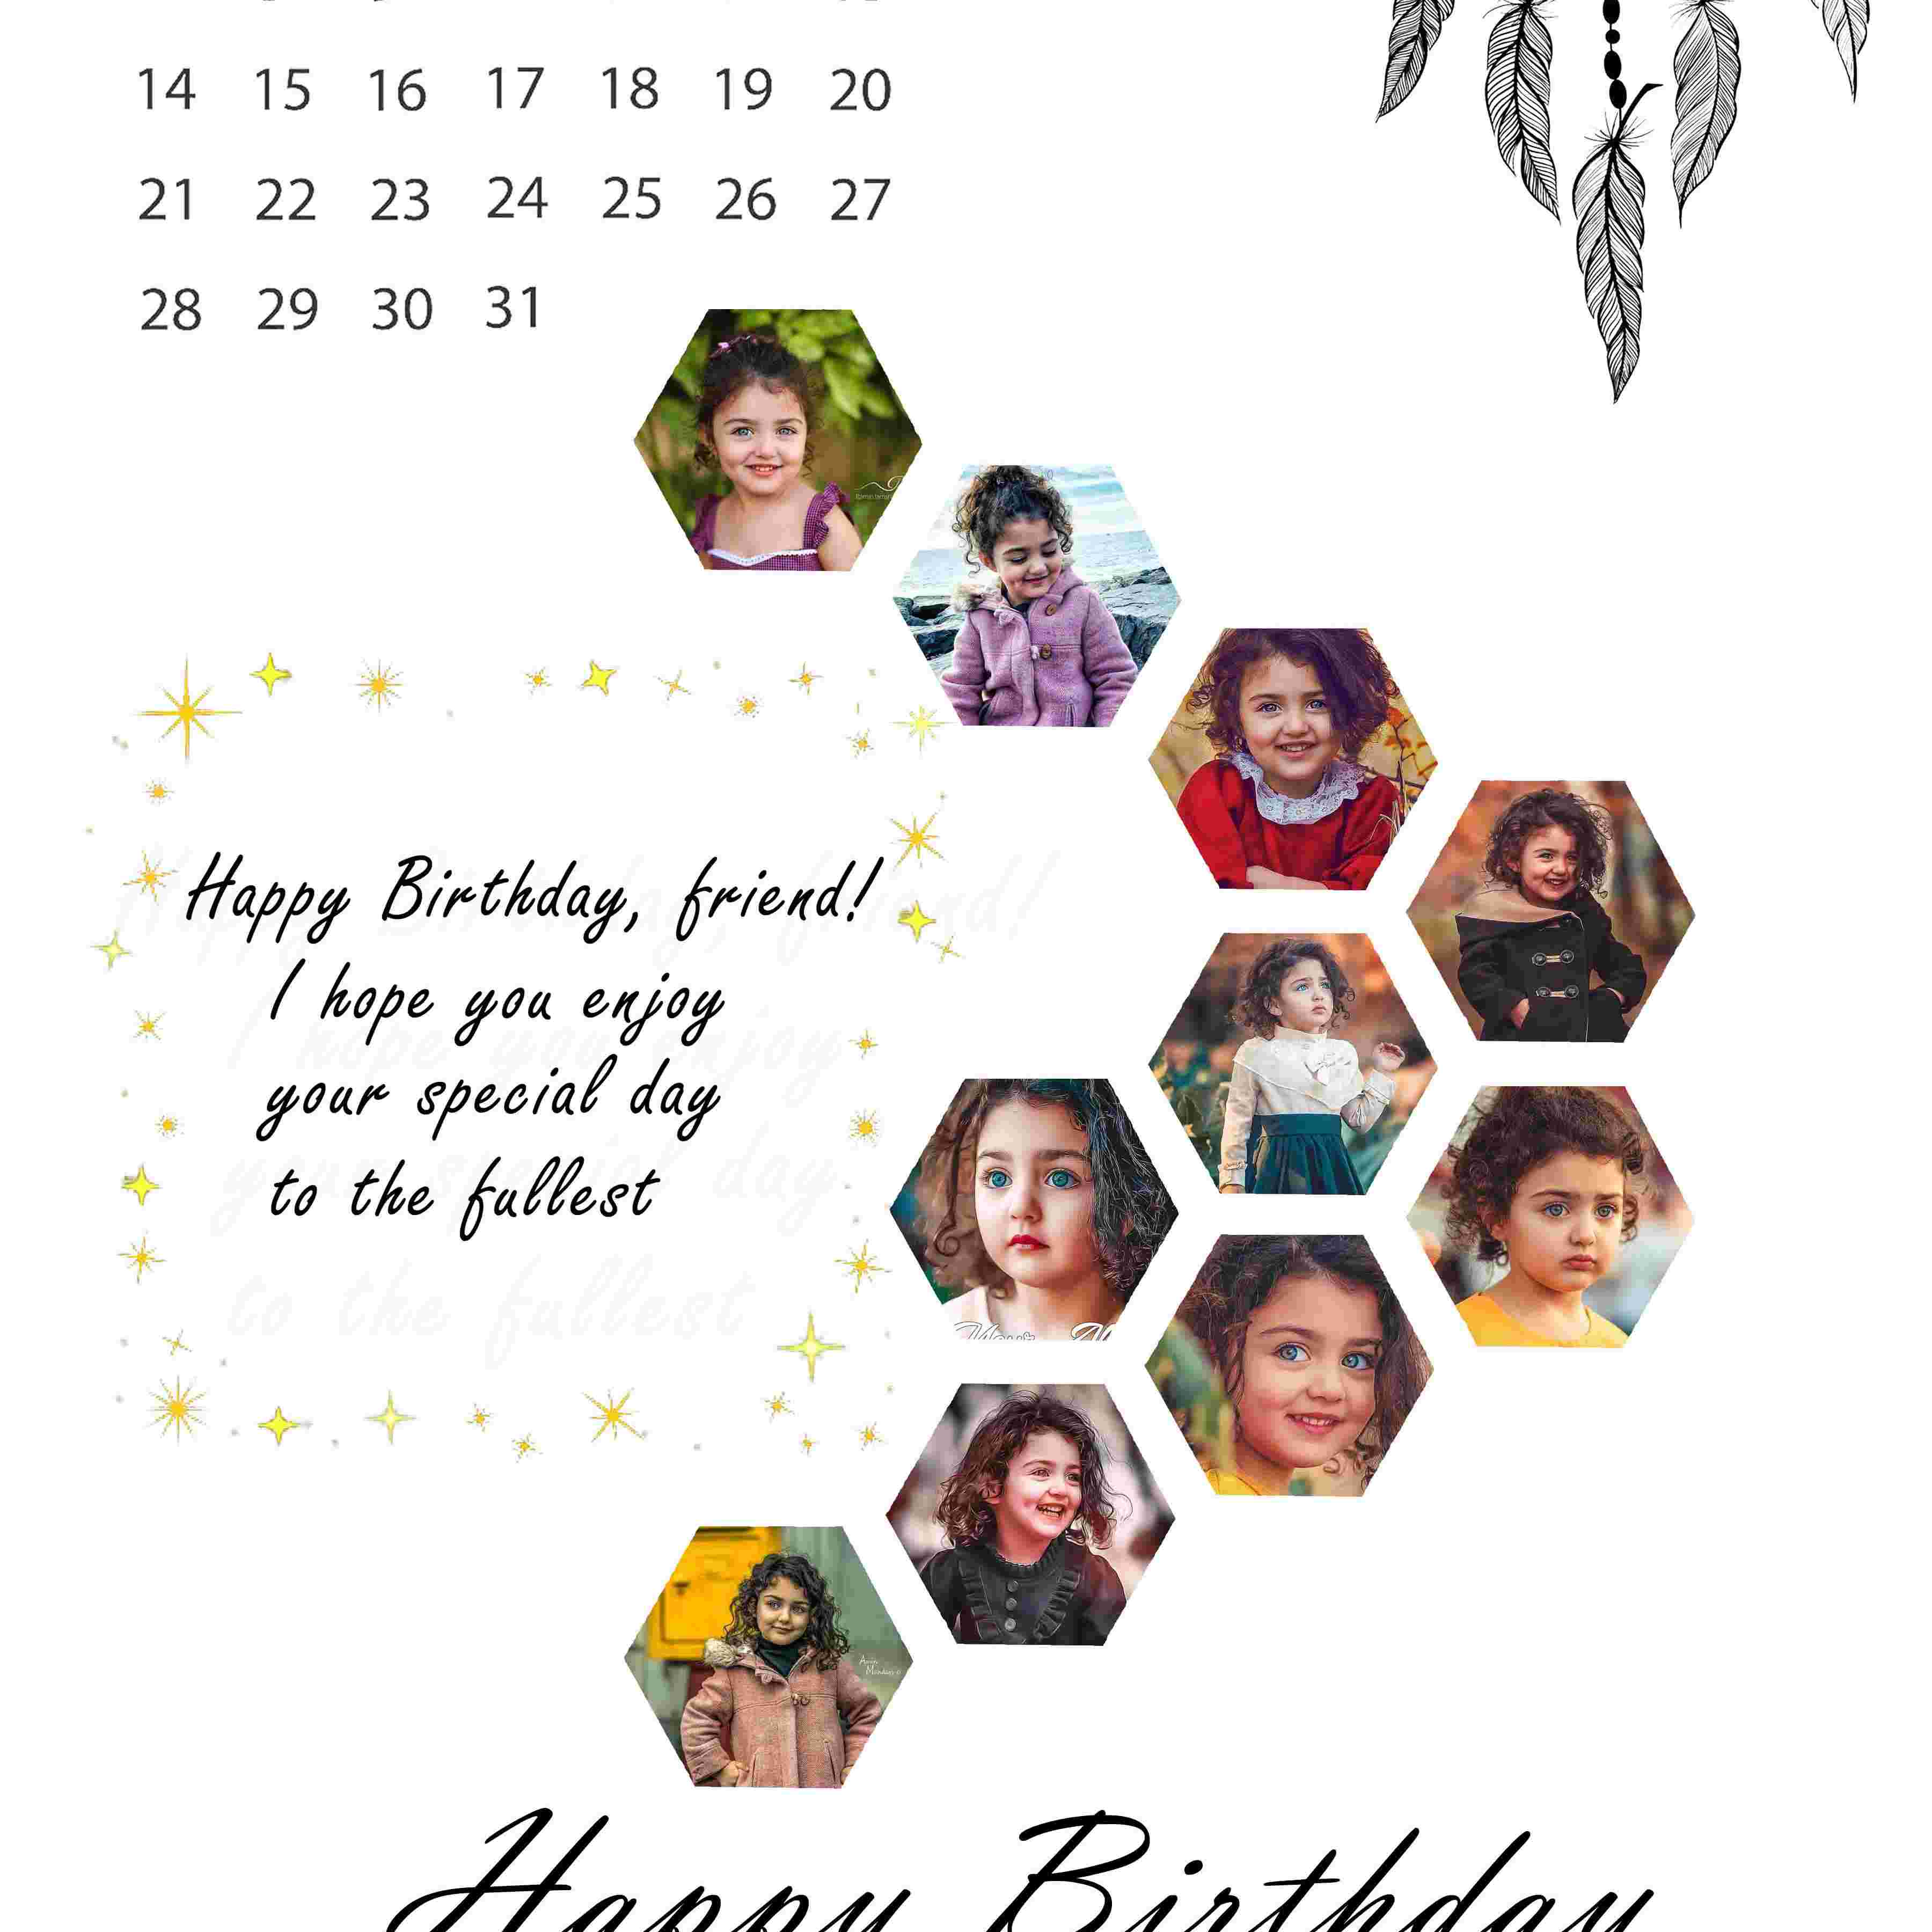 14 15 16 17 18 19 20
21 22 23 24 25 26 27
28 29 30 31
Happy Birthday, friend!
I hope you enjoy
your special day
to the fullest
Happy Birthday